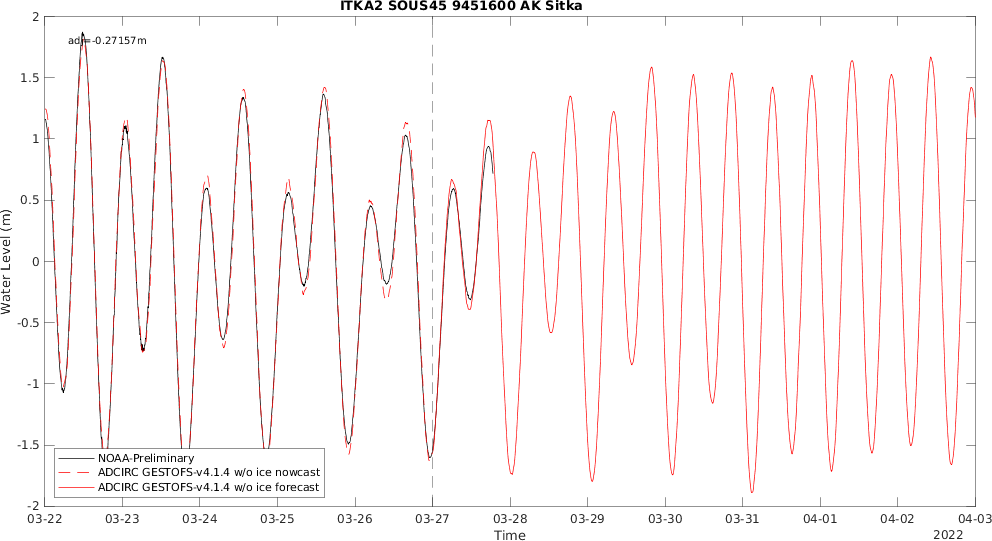 ITKA2 SOUS45 9451600 AK Sitka
adj=-0.27157m
2
1.5
1
0.5
0
-0.5
-1
-1.5
-2
Water Level (m)
NOAA-Preliminary
ADCIRC GESTOFS-v4.1.4 w/o ice nowcast
ADCIRC GESTOFS-v4.1.4 w/o ice forecast
03-22 03-23 03-24 03-25 03-26 03-27 03-28 03-29 03-30 03-31 04-01 04-02 04-03
Time
2022